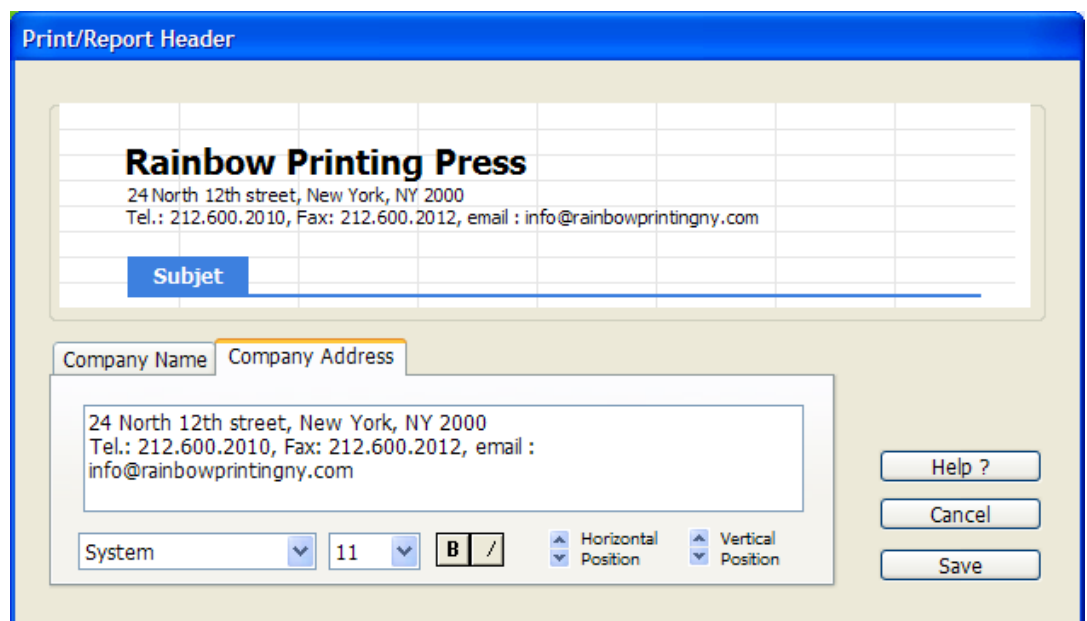 Print/Report Header
Rainbow Printing Press
24 North 12th street, New York, NY 2000
Tel.: 212.600.2010, Fax: 212.600.2012, email : info@rainbowprintingny.com
Subjet
Company Name
Company Address
24 North 12th street, New York, NY 2000
Tel.: 212.600.2010, Fax: 212.600.2012, email :
info@rainbowprintingny.com
System
11
B
/
Horizontal
Position
Vertical
Position
Help ?
Cancel
Save